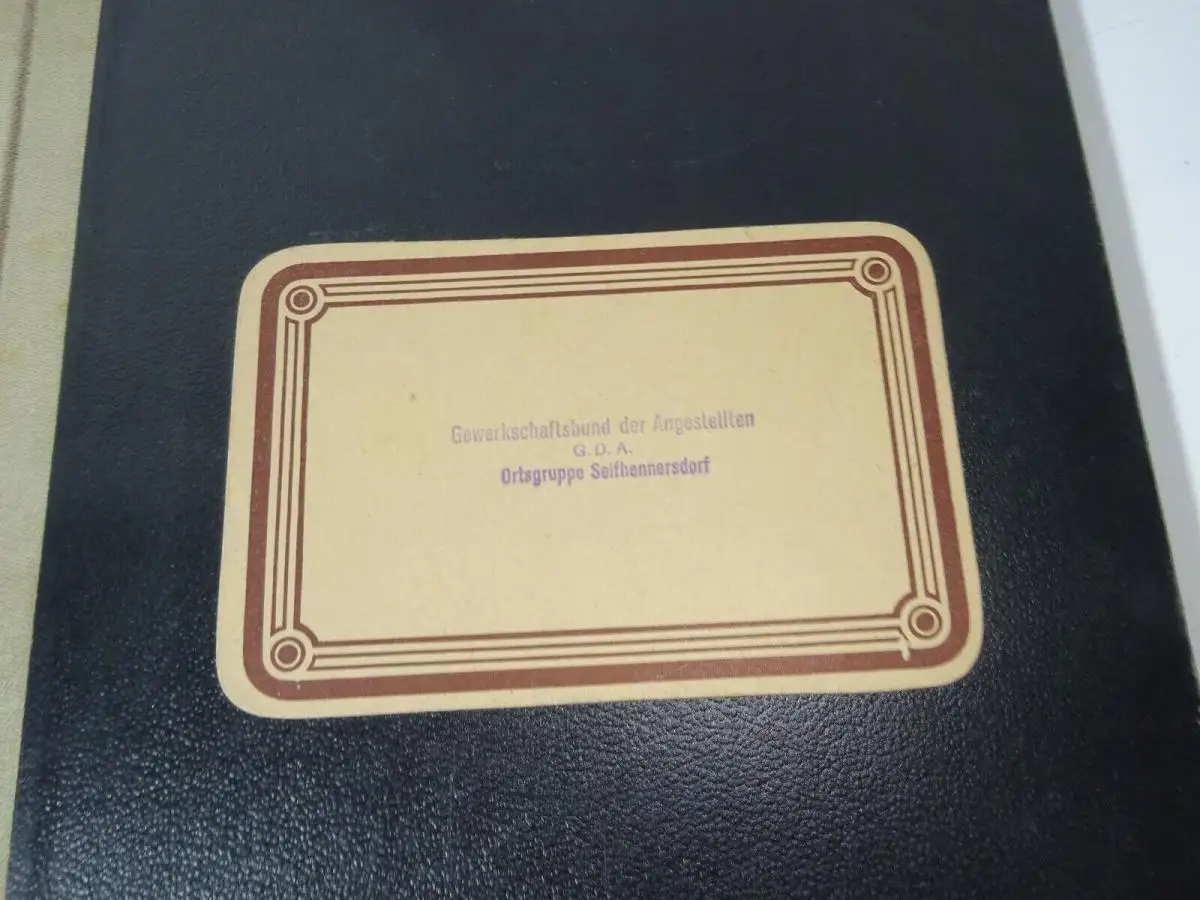 Gewerkschaftsbund der Angestellten
G. D. A.
Ortsgruppe Seifhennersdorf